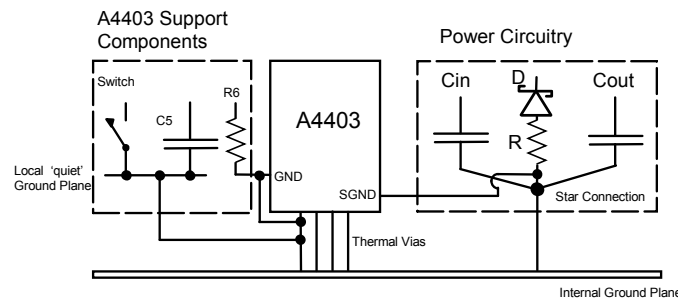 A4403 Support
Components
Power Circuitry
Switch
C5
R6
A4403
Cin
D
Cout
R
Local 'quiet'
Ground Plane
GND
SGND
Star Connection
Thermal Vias
Internal Ground Plane